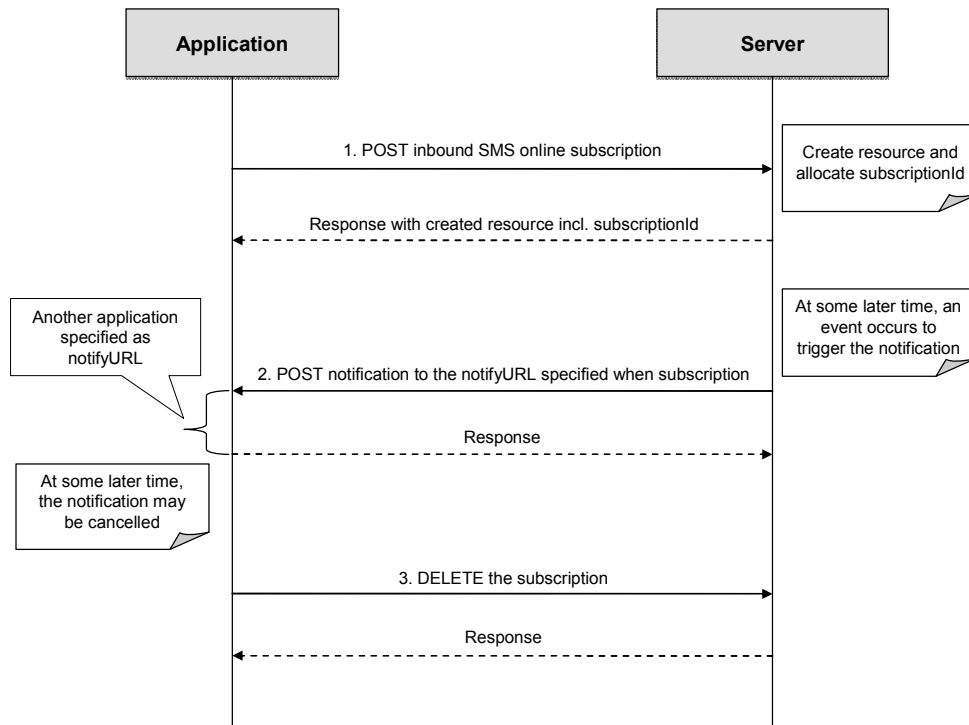 Application
Server
1. POST inbound SMS online subscription
Create resource and
allocate subscriptionId
Response with created resource incl. subscriptionId
Another application
specified as
notifyURL
At some later time, an
event occurs to
trigger the notification
2. POST notification to the notifyURL specified when subscription
Response
At some later time,
the notification may
be cancelled
3. DELETE the subscription
Response